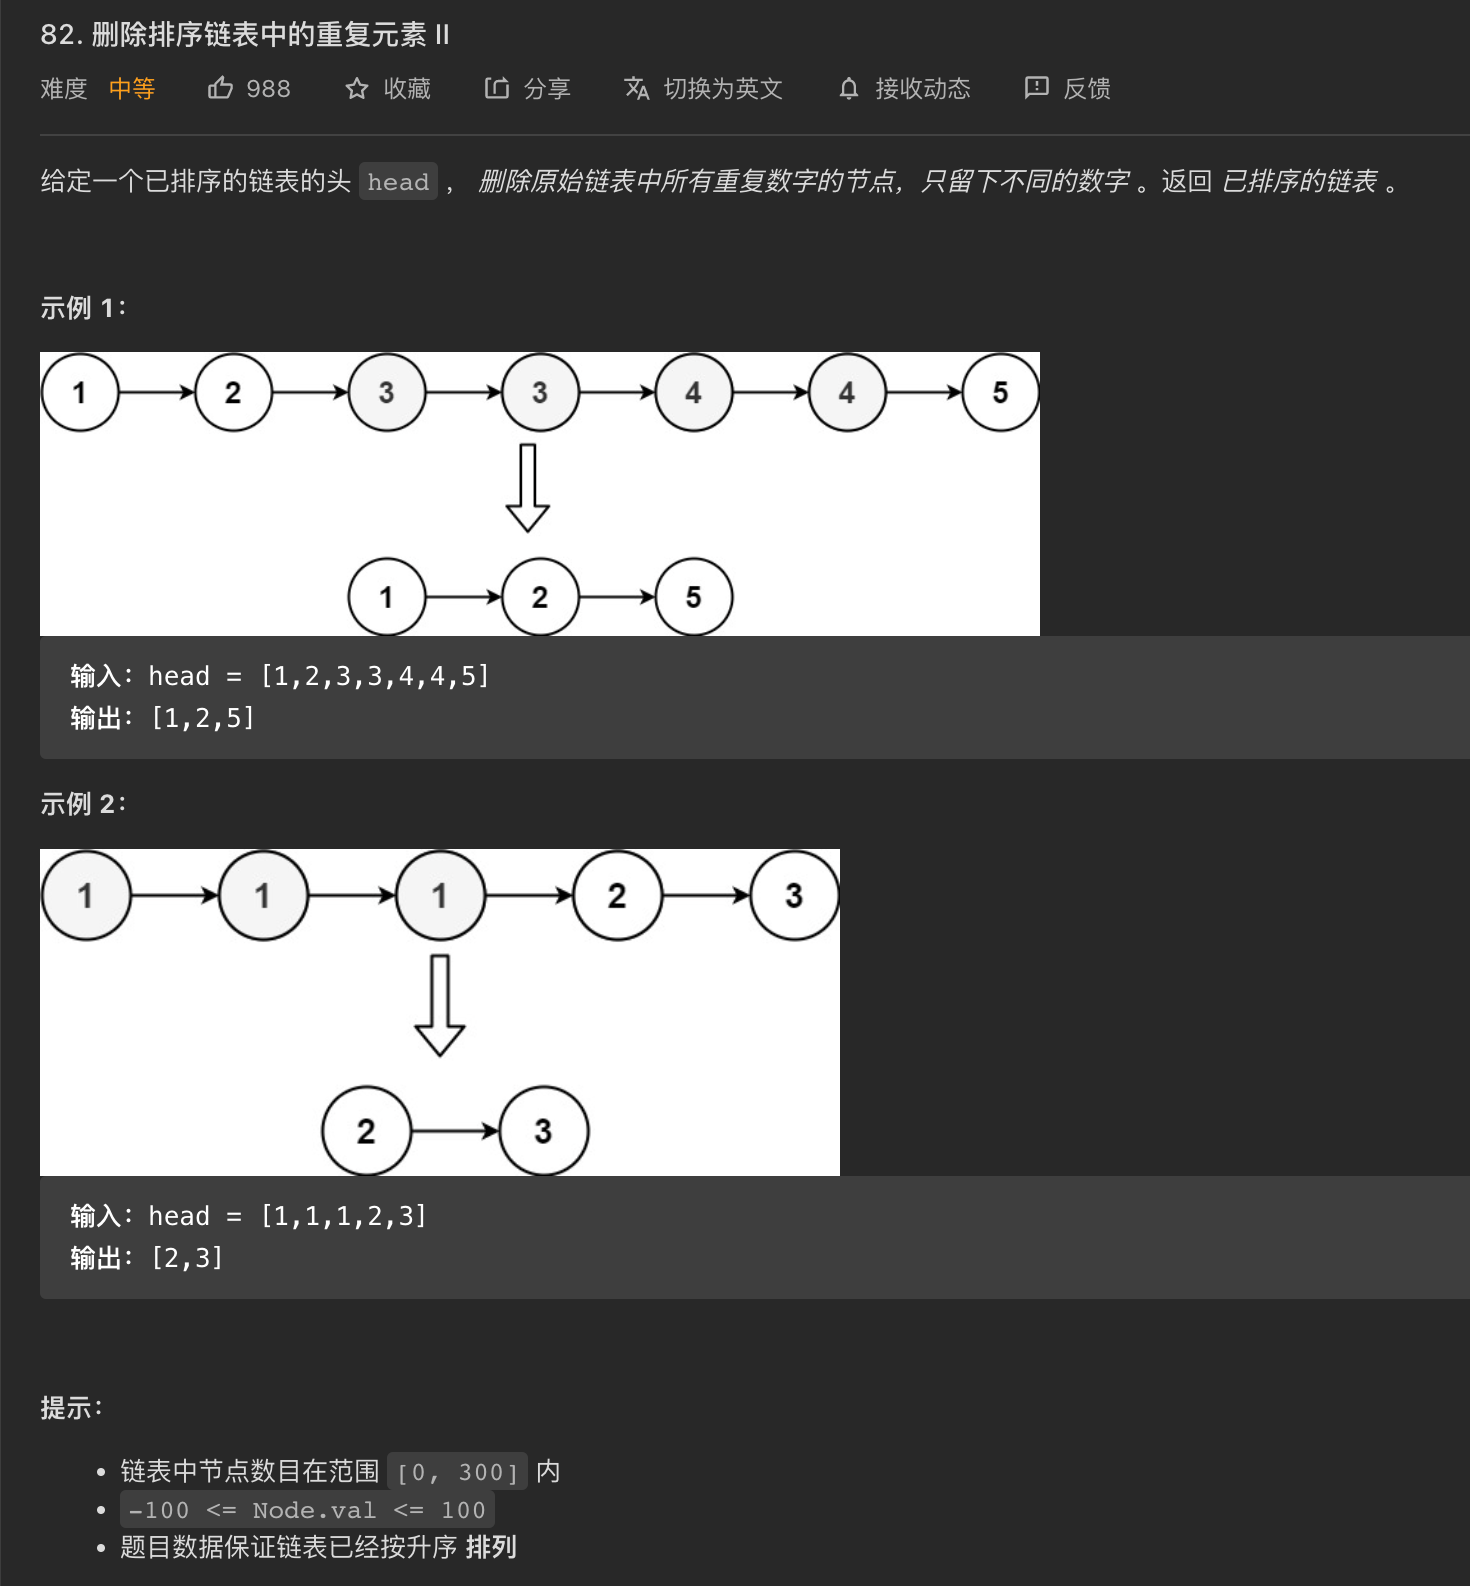 82. 删除排序链表中的重复元素 II
难度 中等 988 收藏 分享 切换为英文 接收动态 反馈
给定一个已排序的链表的头 head ， 删除原始链表中所有重复数字的节点，只留下不同的数字 。返回 已排序的链表 。
示例 1：
1 2 3 3 4 4 5
1 2 5
输入：head = [1,2,3,3,4,4,5]
输出：[1,2,5]
示例 2：
1 1 1 2 3
2 3
输入：head = [1,1,1,2,3]
输出：[2,3]
提示：
链表中节点数目在范围 [0, 300] 内
-100 <= Node.val <= 100
题目数据保证链表已经按升序 排列